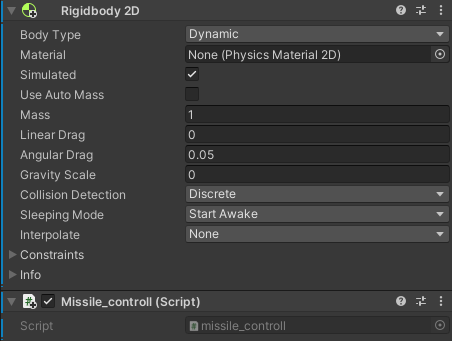 Rigidbody 2D
Body Type Dynamic
Material None (Physics Material 2D)
Simulated
Use Auto Mass
Mass 1
Linear Drag 0
Angular Drag 0.05
Gravity Scale 0
Collision Detection Discrete
Sleeping Mode Start Awake
Interpolate None
Constraints
Info
# Missile_controll (Script)
Script # missile_controll